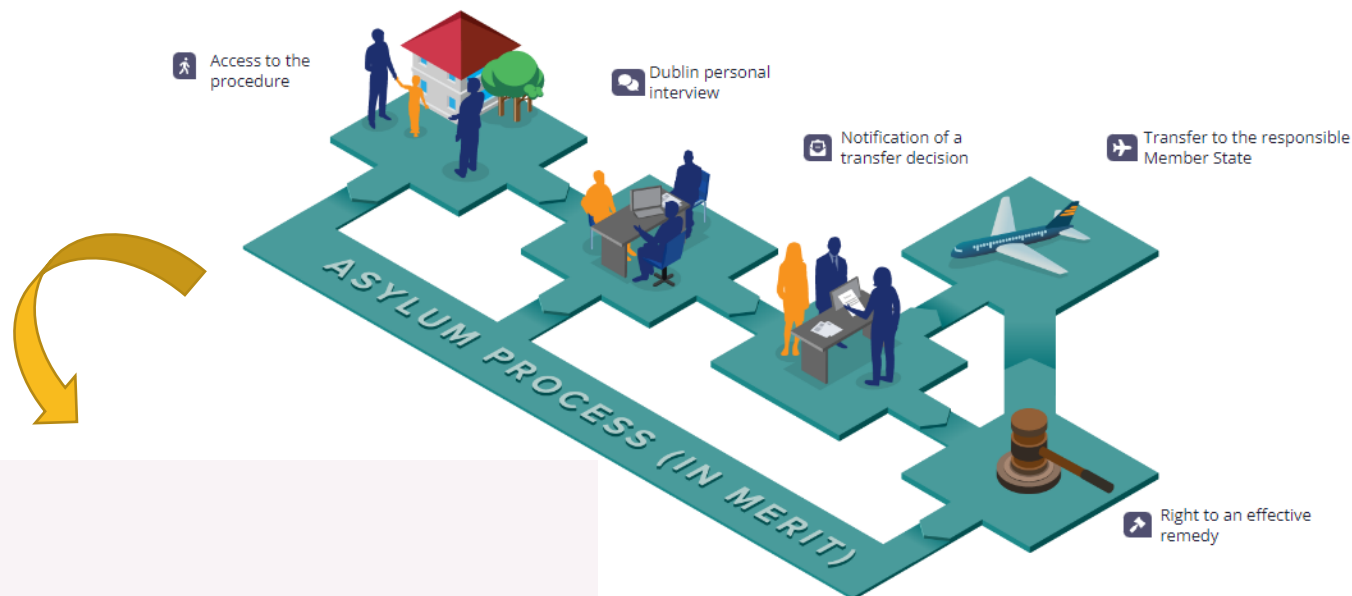 Access to the
procedure
Dublin personal
interview
Notification of a
transfer decision
Transfer to the responsible
Member State
ASYLUM PROCESS (IN MERIT)
Right to an effective
remedy